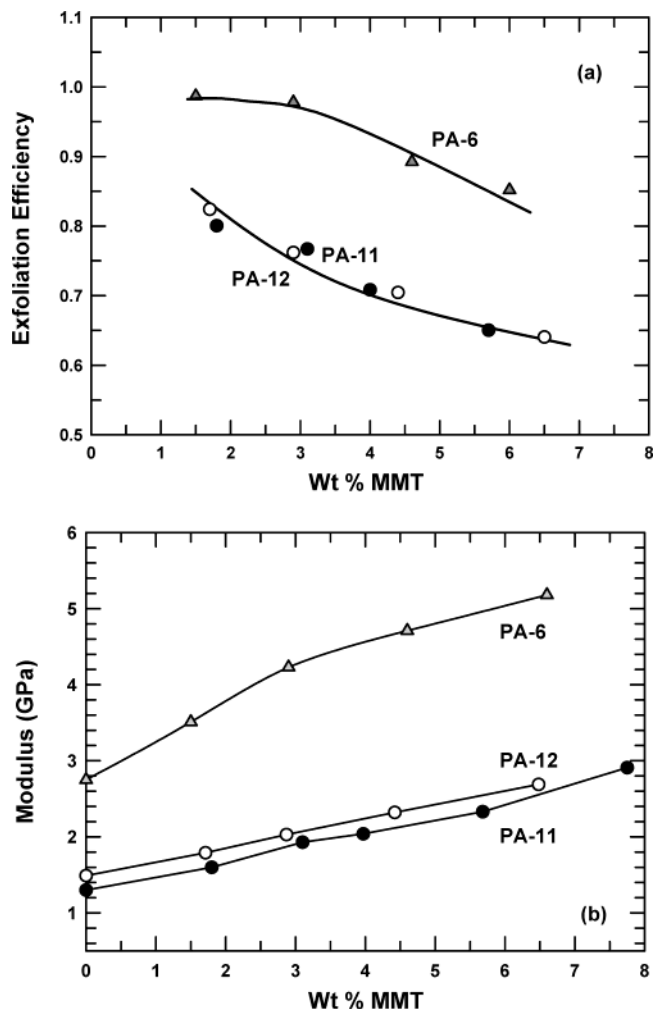 1.1
(a)
1.0
PA-6
0.9
0.8
PA-11
PA-12
0.7
0.6
0.5
Exfoliation Efficiency
0 1 2 3 4 5 6 7 8
Wt % MMT
6
5
PA-6
4
3
PA-12
2
PA-11
1
(b)
Modulus (GPa)
0 1 2 3 4 5 6 7 8
Wt % MMT